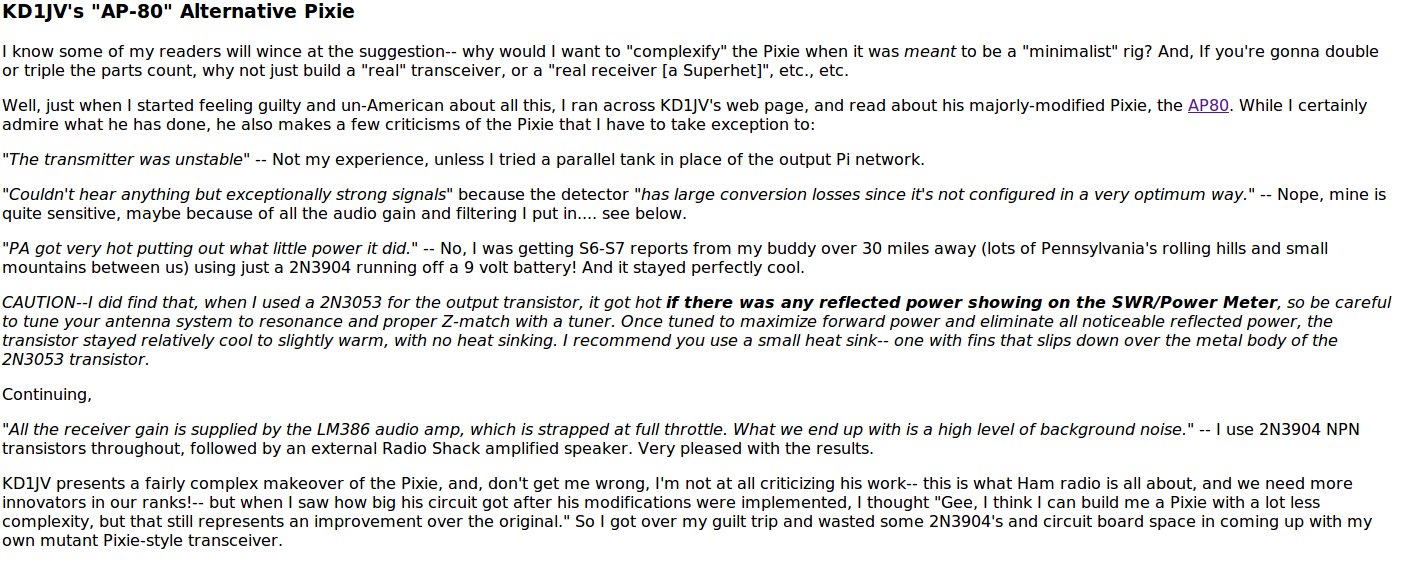 KD1JV's "AP-80" Alternative Pixie
I know some of my readers will wince at the suggestion-- why would I want to "complexify" the Pixie when it was meant to be a "minimalist" rig? And, If you're gonna double
or triple the parts count, why not just build a "real" transceiver, or a "real receiver [a Superhet]", etc., etc.
Well, just when I started feeling guilty and un-American about all this, I ran across KD1JV's web page, and read about his majorly-modified Pixie, the AP80. While I certainly
admire what he has done, he also makes a few criticisms of the Pixie that I have to take exception to:
"The transmitter was unstable" -- Not my experience, unless I tried a parallel tank in place of the output Pi network.
"Couldn't hear anything but exceptionally strong signals" because the detector "has large conversion losses since it's not configured in a very optimum way." -- Nope, mine is
quite sensitive, maybe because of all the audio gain and filtering I put in.... see below.
"PA got very hot putting out what little power it did." -- No, I was getting S6-S7 reports from my buddy over 30 miles away (lots of Pennsylvania's rolling hills and small
mountains between us) using just a 2N3904 running off a 9 volt battery! And it stayed perfectly cool.
CAUTION--I did find that, when I used a 2N3053 for the output transistor, it got hot if there was any reflected power showing on the SWR/Power Meter, so be careful
to tune your antenna system to resonance and proper Z-match with a tuner. Once tuned to maximize forward power and eliminate all noticeable reflected power, the
transistor stayed relatively cool to slightly warm, with no heat sinking. I recommend you use a small heat sink-- one with fins that slips down over the metal body of the
2N3053 transistor.
Continuing,
"All the receiver gain is supplied by the LM386 audio amp, which is strapped at full throttle. What we end up with is a high level of background noise." -- I use 2N3904 NPN
transistors throughout, followed by an external Radio Shack amplified speaker. Very pleased with the results.
KD1JV presents a fairly complex makeover of the Pixie, and, don't get me wrong, I'm not at all criticizing his work-- this is what Ham radio is all about, and we need more
innovators in our ranks!-- but when I saw how big his circuit got after his modifications were implemented, I thought "Gee, I think I can build me a Pixie with a lot less
complexity, but that still represents an improvement over the original." So I got over my guilt trip and wasted some 2N3904's and circuit board space in coming up with my
own mutant Pixie-style transceiver.